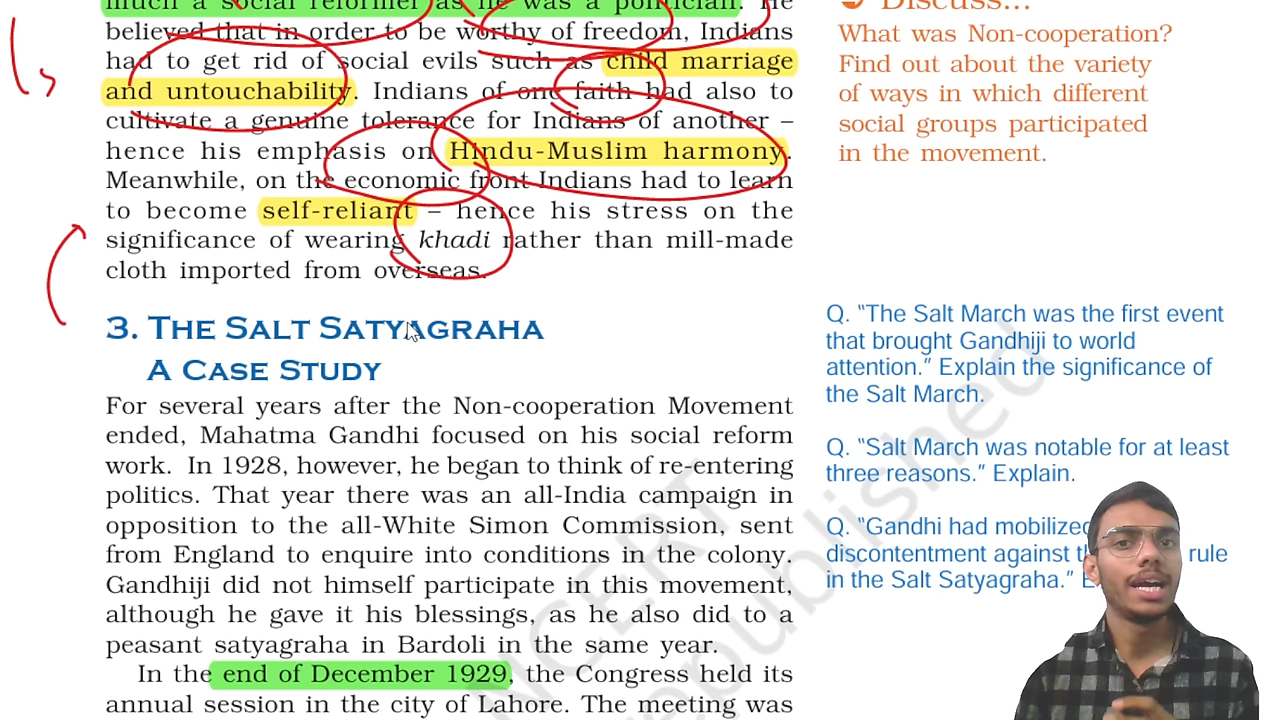 much a social reformer as he was a politician. He
believed that in order to be worthy of freedom, Indians
had to get rid of social evils such as child marriage
and untouchability. Indians of one faith had also to
cultivate a genuine tolerance for Indians of another –
hence his emphasis on Hindu-Muslim harmony.
Meanwhile, on the economic front Indians had to learn
to become self-reliant – hence his stress on the
significance of wearing khadi rather than mill-made
cloth imported from overseas.
3. THE SALT SATYAGRAHA
A CASE STUDY
For several years after the Non-cooperation Movement
ended, Mahatma Gandhi focused on his social reform
work. In 1928, however, he began to think of re-entering
politics. That year there was an all-India campaign in
opposition to the all-White Simon Commission, sent
from England to enquire into conditions in the colony.
Gandhiji did not himself participate in this movement,
although he gave it his blessings, as he also did to a
peasant satyagraha in Bardoli in the same year.
In the end of December 1929, the Congress held its
annual session in the city of Lahore. The meeting was
Discuss...
What was Non-cooperation?
Find out about the variety
of ways in which different
social groups participated
in the movement.
Q. “The Salt March was the first event
that brought Gandhiji to world
attention.” Explain the significance of
the Salt March.
Q. “Salt March was notable for at least
three reasons.” Explain.
Q. “Gandhi had mobilized
discontentment against rule
in the Salt Satyagraha.”
NCERT
republished